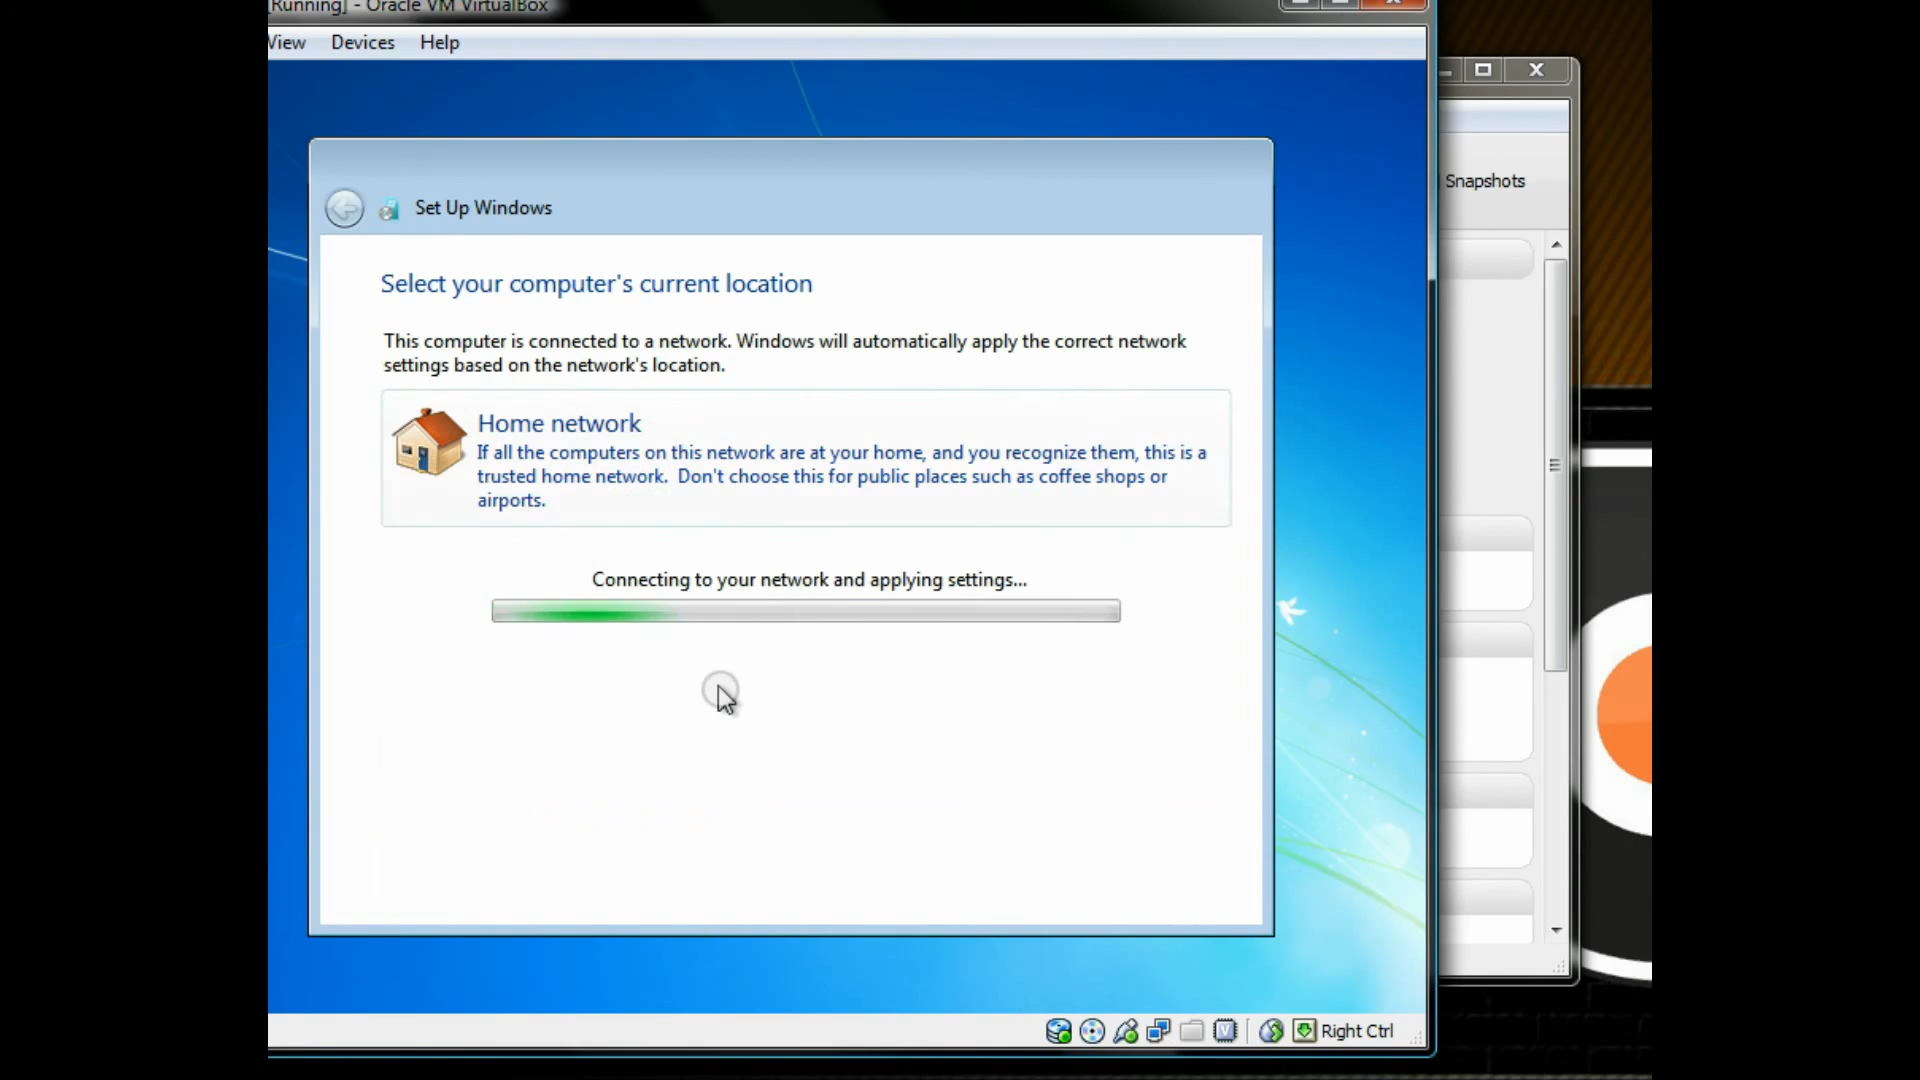 [Running] - Oracle VM VirtualBox
View Devices Help
Snapshots
Set Up Windows
Select your computer's current location
This computer is connected to a network. Windows will automatically apply the correct network
settings based on the network's location.
Home network
If all the computers on this network are at your home, and you recognize them, this is a
trusted home network.  Don't choose this for public places such as coffee shops or
airports.
Connecting to your network and applying settings...
Right Ctrl